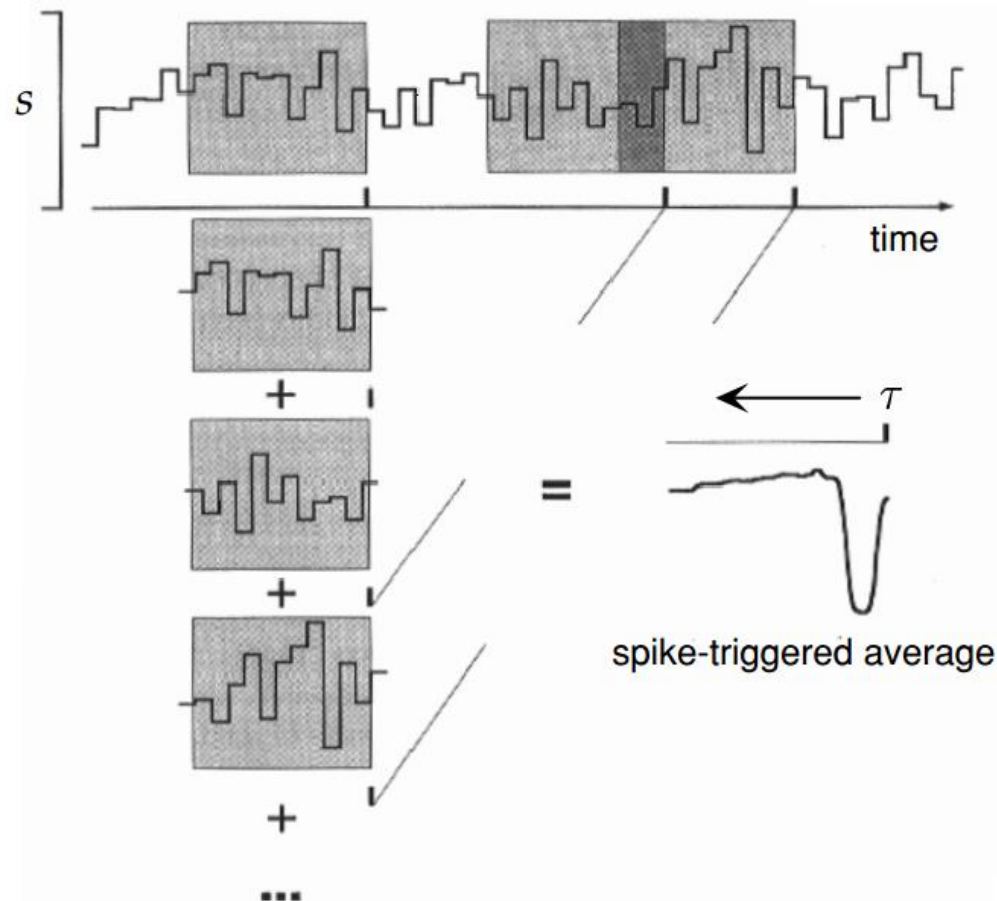 s
time
+
τ
+
=
spike-triggered average
+
...